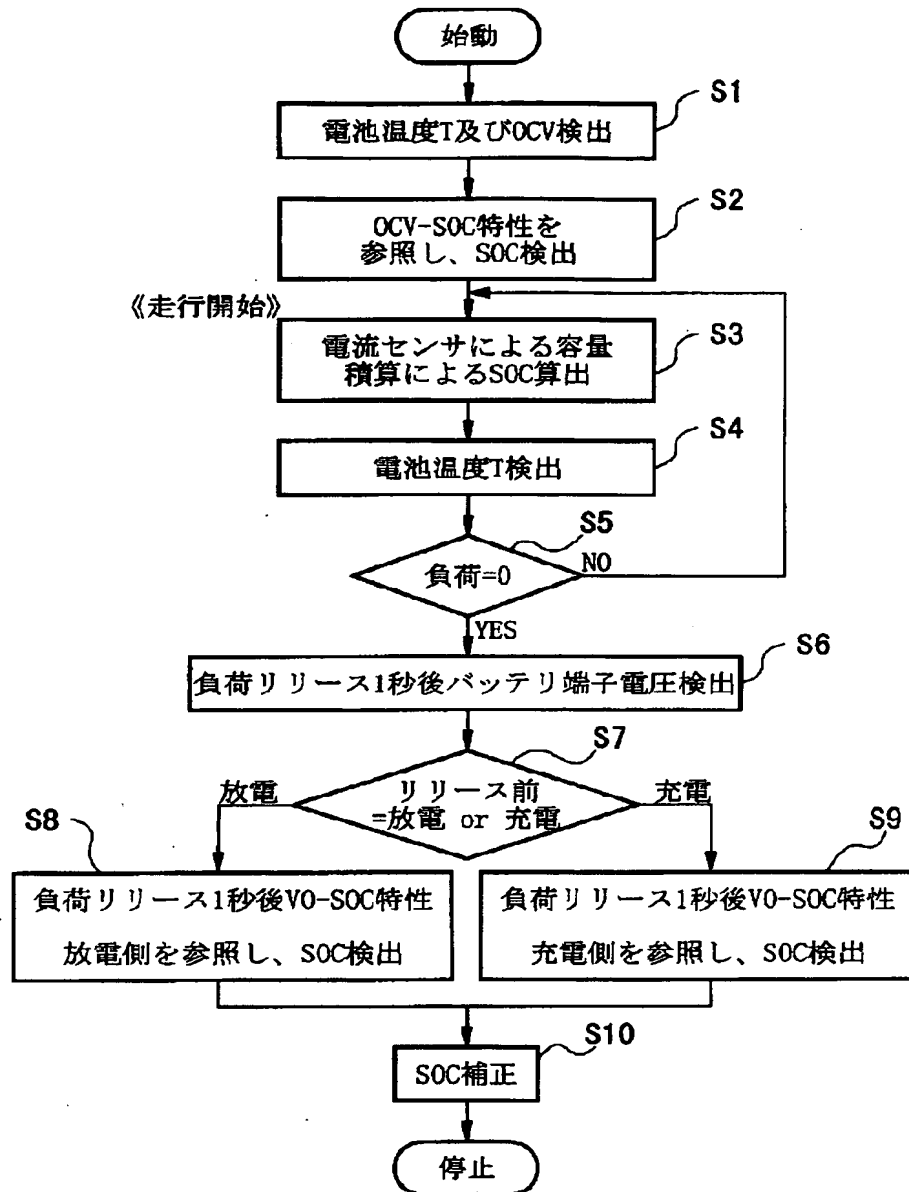 始動
S1
電池温度T及びOCV検出
S2
OCV-SOC特性を
参照し、SOC検出
《走行開始》
S3
電流センサによる容量
積算によるSOC算出
S4
電池温度T検出
S5
負荷=0
NO
YES
S6
負荷リリース1秒後バッテリ端子電圧検出
S7
リリース前
=放電 or 充電
放電
充電
S8
負荷リリース1秒後VO-SOC特性
放電側を参照し、SOC検出
S9
負荷リリース1秒後VO-SOC特性
充電側を参照し、SOC検出
S10
SOC補正
停止